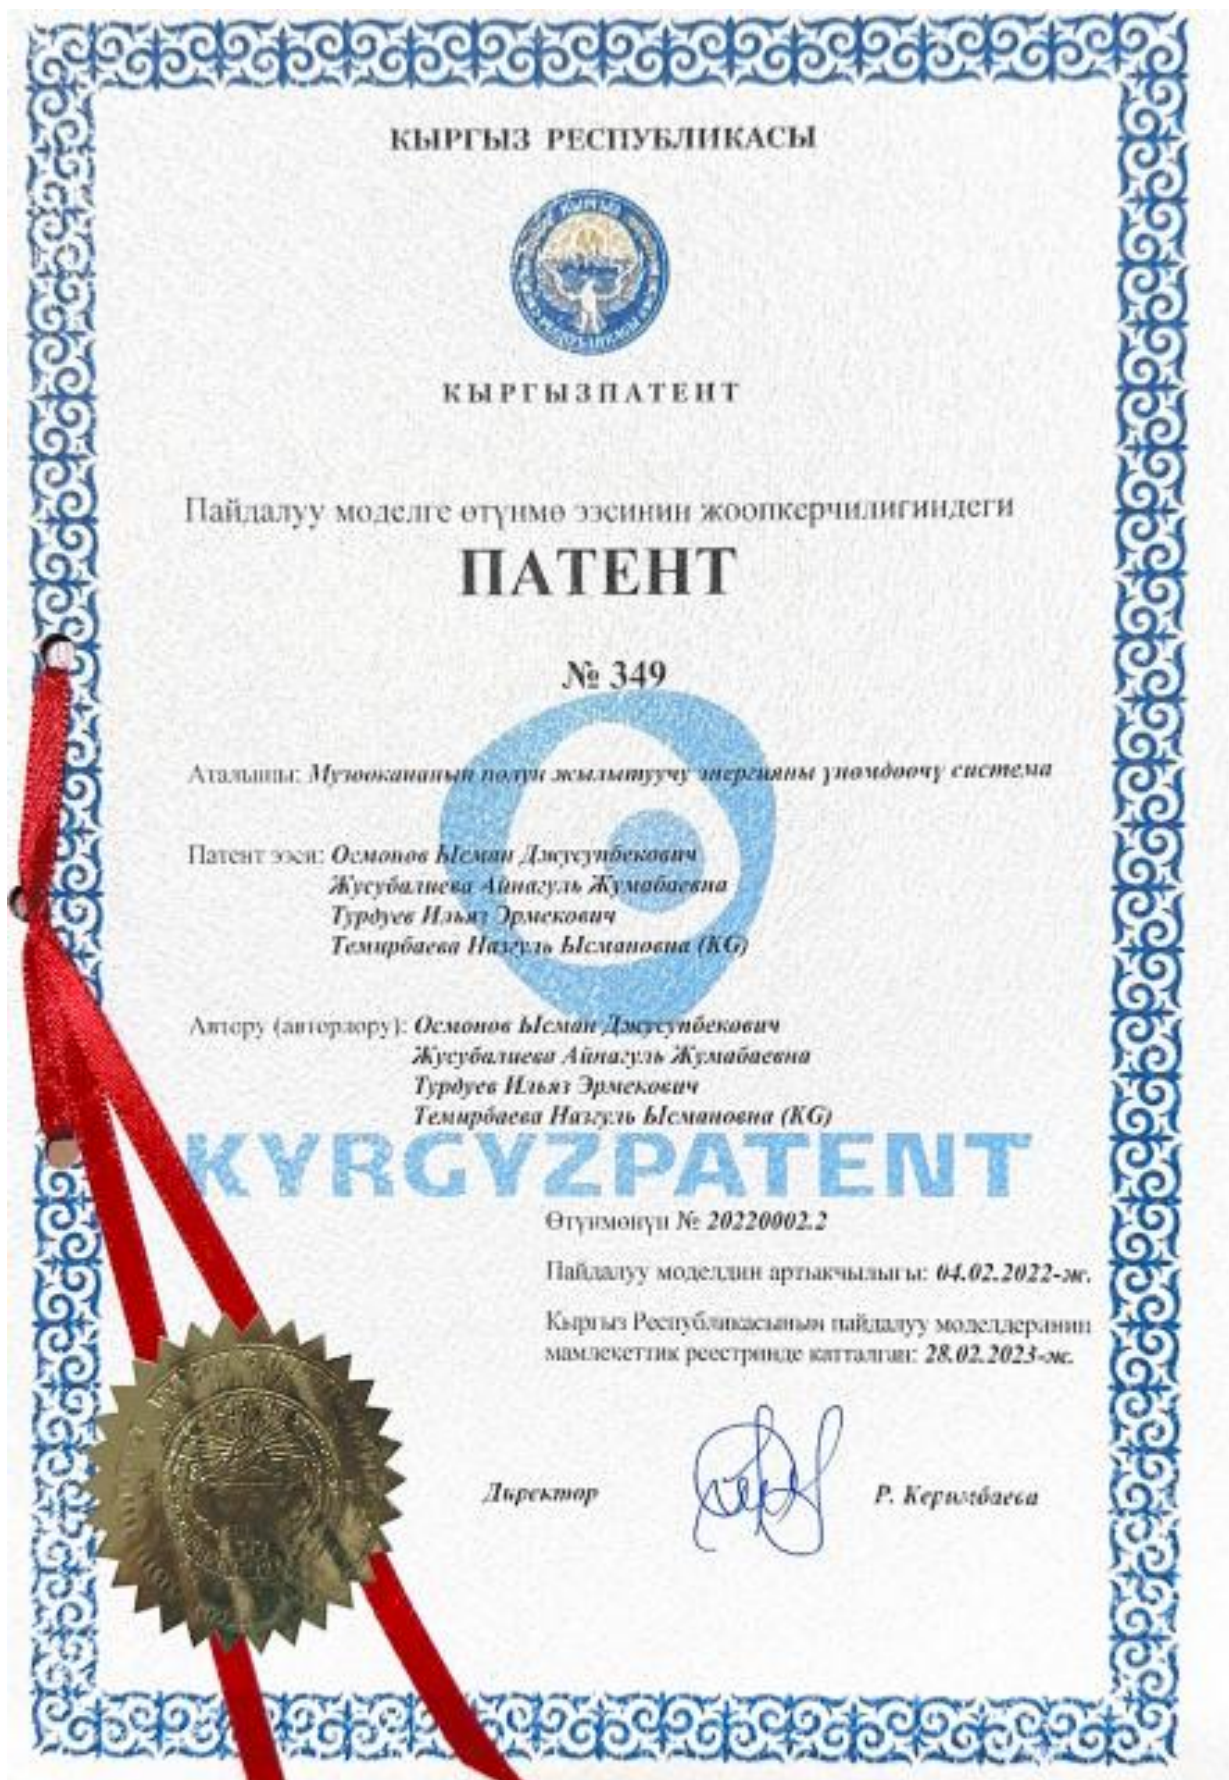 КЫРГЫЗ РЕСПУБЛИКАСЫ
КЫРГЫЗПАТЕНТ
Пайдалуу моделге өтүнмө ээсинин жоопкерчилигиндеги
ПАТЕНТ
№ 349
Аталышы: Музооканынын полун жылытуучу энергияны үнөмдөөчү система
Патент ээси: Осмонов Ысман Джусупбекович
Жусубалиева Айнагуль Жумабаевна
Турдуев Ильяз Эрмекович
Темирбаева Назгуль Ысмановна (KG)
Автору (авторлору): Осмонов Ысман Джусупбекович
Жусубалиева Айнагуль Жумабаевна
Турдуев Ильяз Эрмекович
Темирбаева Назгуль Ысмановна (KG)
KYRGYZPATENT
Өтүнмөнүн № 20220002.2
Пайдалуу моделдин артыкчылыгы: 04.02.2022-ж.
Кыргыз Республикасынын пайдалуу моделдеринин
мамлекеттик реестринде катталган: 28.02.2023-ж.
Директор
Р. Керимбаева